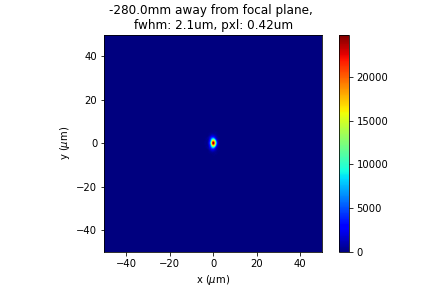 -280.0mm away from focal plane,
fwhm: 2.1um, pxl: 0.42um
40
20
0
−20
−40
y (μm)
−40 −20 0 20 40
x (μm)
20000
15000
10000
5000
0